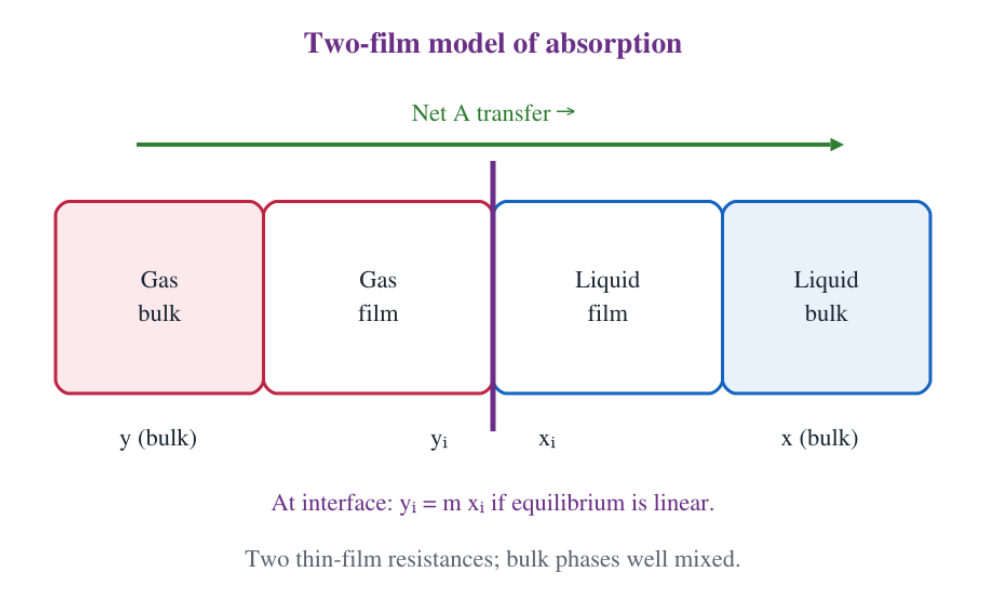 Two-film model of absorption
Net A transfer →
Gas
bulk
Gas
film
Liquid
film
Liquid
bulk
y (bulk)
yᵢ
xᵢ
x (bulk)
At interface: yᵢ = m xᵢ if equilibrium is linear.
Two thin-film resistances; bulk phases well mixed.